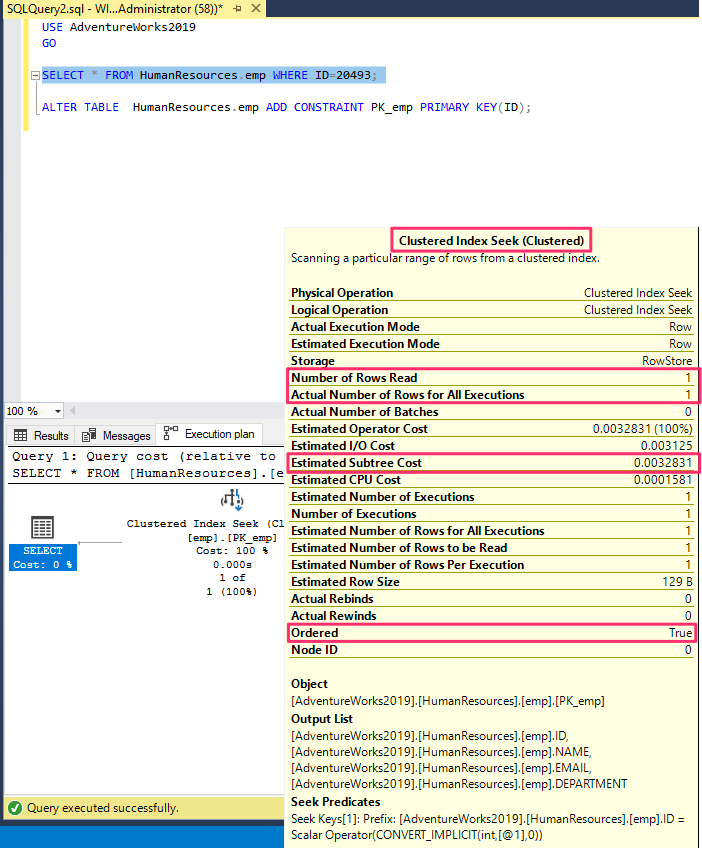 SQLQuery2.sql - WI...Administrator (58))*
USE AdventureWorks2019
GO
SELECT * FROM HumanResources.emp WHERE ID=20493;
ALTER TABLE  HumanResources.emp ADD CONSTRAINT PK_emp PRIMARY KEY(ID);
100 %
Results Messages Execution plan
Query 1: Query cost (relative to
SELECT * FROM [HumanResources].[e
SELECT
Cost: 0 %
Clustered Index Seek (Cl
[emp].[PK_emp]
Cost: 100 %
0.000s
1 of
1 (100%)
Query executed successfully.
Clustered Index Seek (Clustered)
Scanning a particular range of rows from a clustered index.
Physical Operation Clustered Index Seek
Logical Operation Clustered Index Seek
Actual Execution Mode Row
Estimated Execution Mode Row
Storage RowStore
Number of Rows Read 1
Actual Number of Rows for All Executions 1
Actual Number of Batches 0
Estimated Operator Cost 0.0032831 (100%)
Estimated I/O Cost 0.003125
Estimated Subtree Cost 0.0032831
Estimated CPU Cost 0.0001581
Estimated Number of Executions 1
Number of Executions 1
Estimated Number of Rows for All Executions 1
Estimated Number of Rows to be Read 1
Estimated Number of Rows Per Execution 1
Estimated Row Size 129 B
Actual Rebinds 0
Actual Rewinds 0
Ordered True
Node ID 0
Object
[AdventureWorks2019].[HumanResources].[emp].[PK_emp]
Output List
[AdventureWorks2019].[HumanResources].[emp].ID,
[AdventureWorks2019].[HumanResources].[emp].NAME,
[AdventureWorks2019].[HumanResources].[emp].EMAIL,
[AdventureWorks2019].[HumanResources].[emp].DEPARTMENT
Seek Predicates
Seek Keys[1]: Prefix: [AdventureWorks2019].[HumanResources].[emp].ID =
Scalar Operator(CONVERT_IMPLICIT(int,[@1],0))